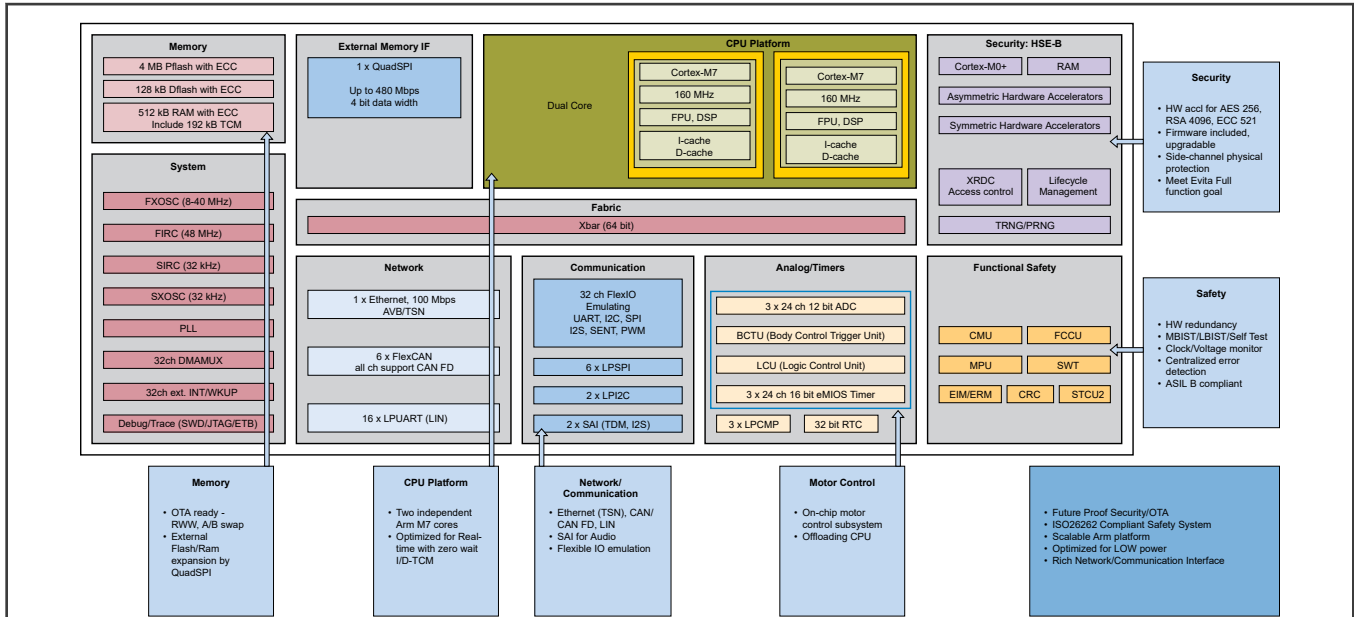 Memory
4 MB Pflash with ECC
128 kB Dflash with ECC
512 kB RAM with ECC
Include 192 kB TCM
External Memory IF
1 x QuadSPI
Up to 480 Mbps
4 bit data width
CPU Platform
Dual Core
Cortex-M7
160 MHz
FPU, DSP
I-cache
D-cache
Cortex-M7
160 MHz
FPU, DSP
I-cache
D-cache
Security: HSE-B
Cortex-M0+
RAM
Asymmetric Hardware Accelerators
Symmetric Hardware Accelerators
XRDC
Access control
Lifecycle
Management
TRNG/PRNG
Security
• HW accl for AES 256,
RSA 4096, ECC 521
• Firmware included,
upgradable
• Side-channel physical
protection
• Meet Evita Full
function goal
System
FXOSC (8-40 MHz)
FIRC (48 MHz)
SIRC (32 kHz)
SXOSC (32 kHz)
PLL
32ch DMAMUX
32ch ext. INT/WKUP
Debug/Trace (SWD/JTAG/ETB)
Fabric
Xbar (64 bit)
Network
1 x Ethernet, 100 Mbps
AVB/TSN
6 x FlexCAN
all ch support CAN FD
16 x LPUART (LIN)
Communication
32 ch FlexIO
Emulating
UART, I2C, SPI
I2S, SENT, PWM
6 x LPSPI
2 x LPI2C
2 x SAI (TDM, I2S)
Analog/Timers
3 x 24 ch 12 bit ADC
BCTU (Body Control Trigger Unit)
LCU (Logic Control Unit)
3 x 24 ch 16 bit eMIOS Timer
3 x LPCMP
32 bit RTC
Functional Safety
CMU
FCCU
MPU
SWT
EIM/ERM
CRC
STCU2
Safety
• HW redundancy
• MBIST/LBIST/Self Test
• Clock/Voltage monitor
• Centralized error
detection
• ASIL B compliant
Memory
• OTA ready -
RWW, A/B swap
• External
Flash/Ram
expansion by
QuadSPI
CPU Platform
• Two independent
Arm M7 cores
• Optimized for Real-
time with zero wait
I/D-TCM
Network/
Communication
• Ethernet (TSN), CAN/
CAN FD, LIN
• SAI for Audio
• Flexible IO emulation
Motor Control
• On-chip motor
control subsystem
• Offloading CPU
• Future Proof Security/OTA
• ISO26262 Compliant Safety System
• Scalable Arm platform
• Optimized for LOW power
• Rich Network/Communication Interface